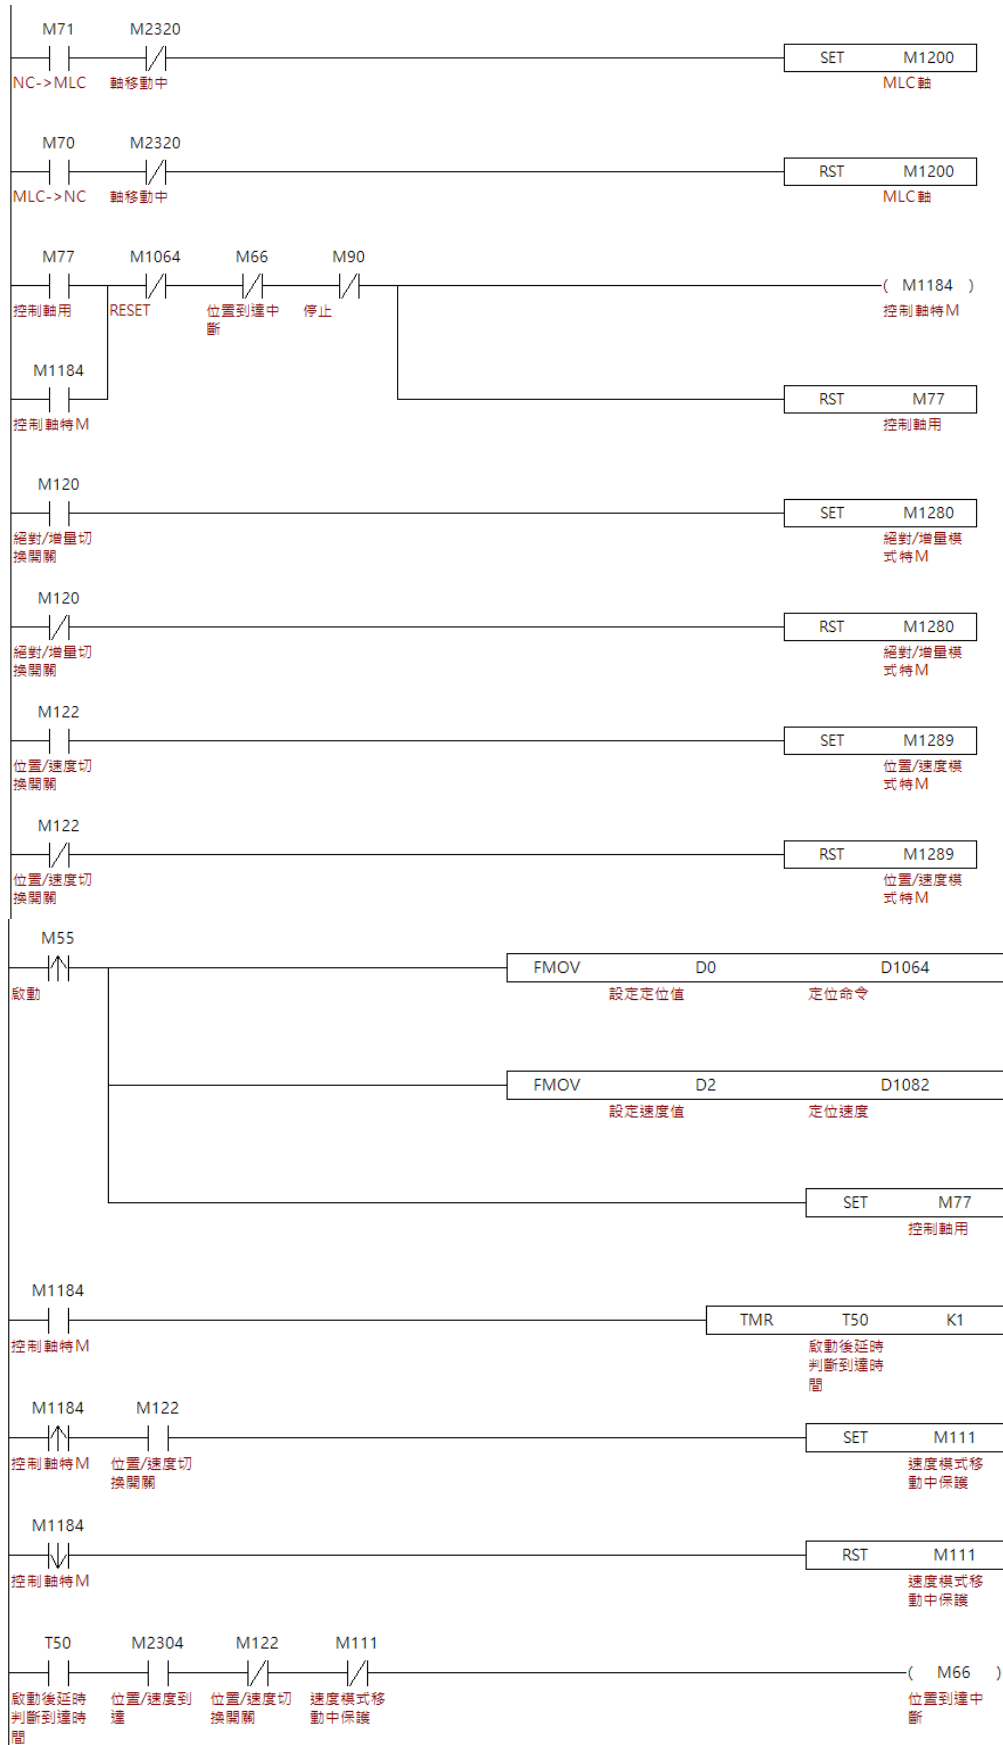 M71 M2320
SET M1200
NC->MLC 軸移動中 MLC軸
M70 M2320
RST M1200
MLC->NC 軸移動中 MLC軸
M77 M1064 M66 M90
( M1184 )
控制軸用 RESET 位置到達中 停止 控制軸特M
斷
M1184
RST M77
控制軸特M 控制軸用
M120
SET M1280
絕對/增量切 絕對/增量模
換開關 式特M
M120
RST M1280
絕對/增量切 絕對/增量模
換開關 式特M
M122
SET M1289
位置/速度切 位置/速度模
換開關 式特M
M122
RST M1289
位置/速度切 位置/速度模
換開關 式特M
M55
FMOV D0 D1064
啟動 設定定位值 定位命令
FMOV D2 D1082
設定速度值 定位速度
SET M77
控制軸用
M1184
TMR T50 K1
控制軸特M 啟動後延時
判斷到達時
間
M1184 M122
SET M111
控制軸特M 位置/速度切 速度模式移
換開關 動中保護
M1184
RST M111
控制軸特M 速度模式移
動中保護
T50 M2304 M122 M111
( M66 )
啟動後延時 位置/速度到 位置/速度切 速度模式移 位置到達中
判斷到達時 達 換開關 動中保護 斷
間